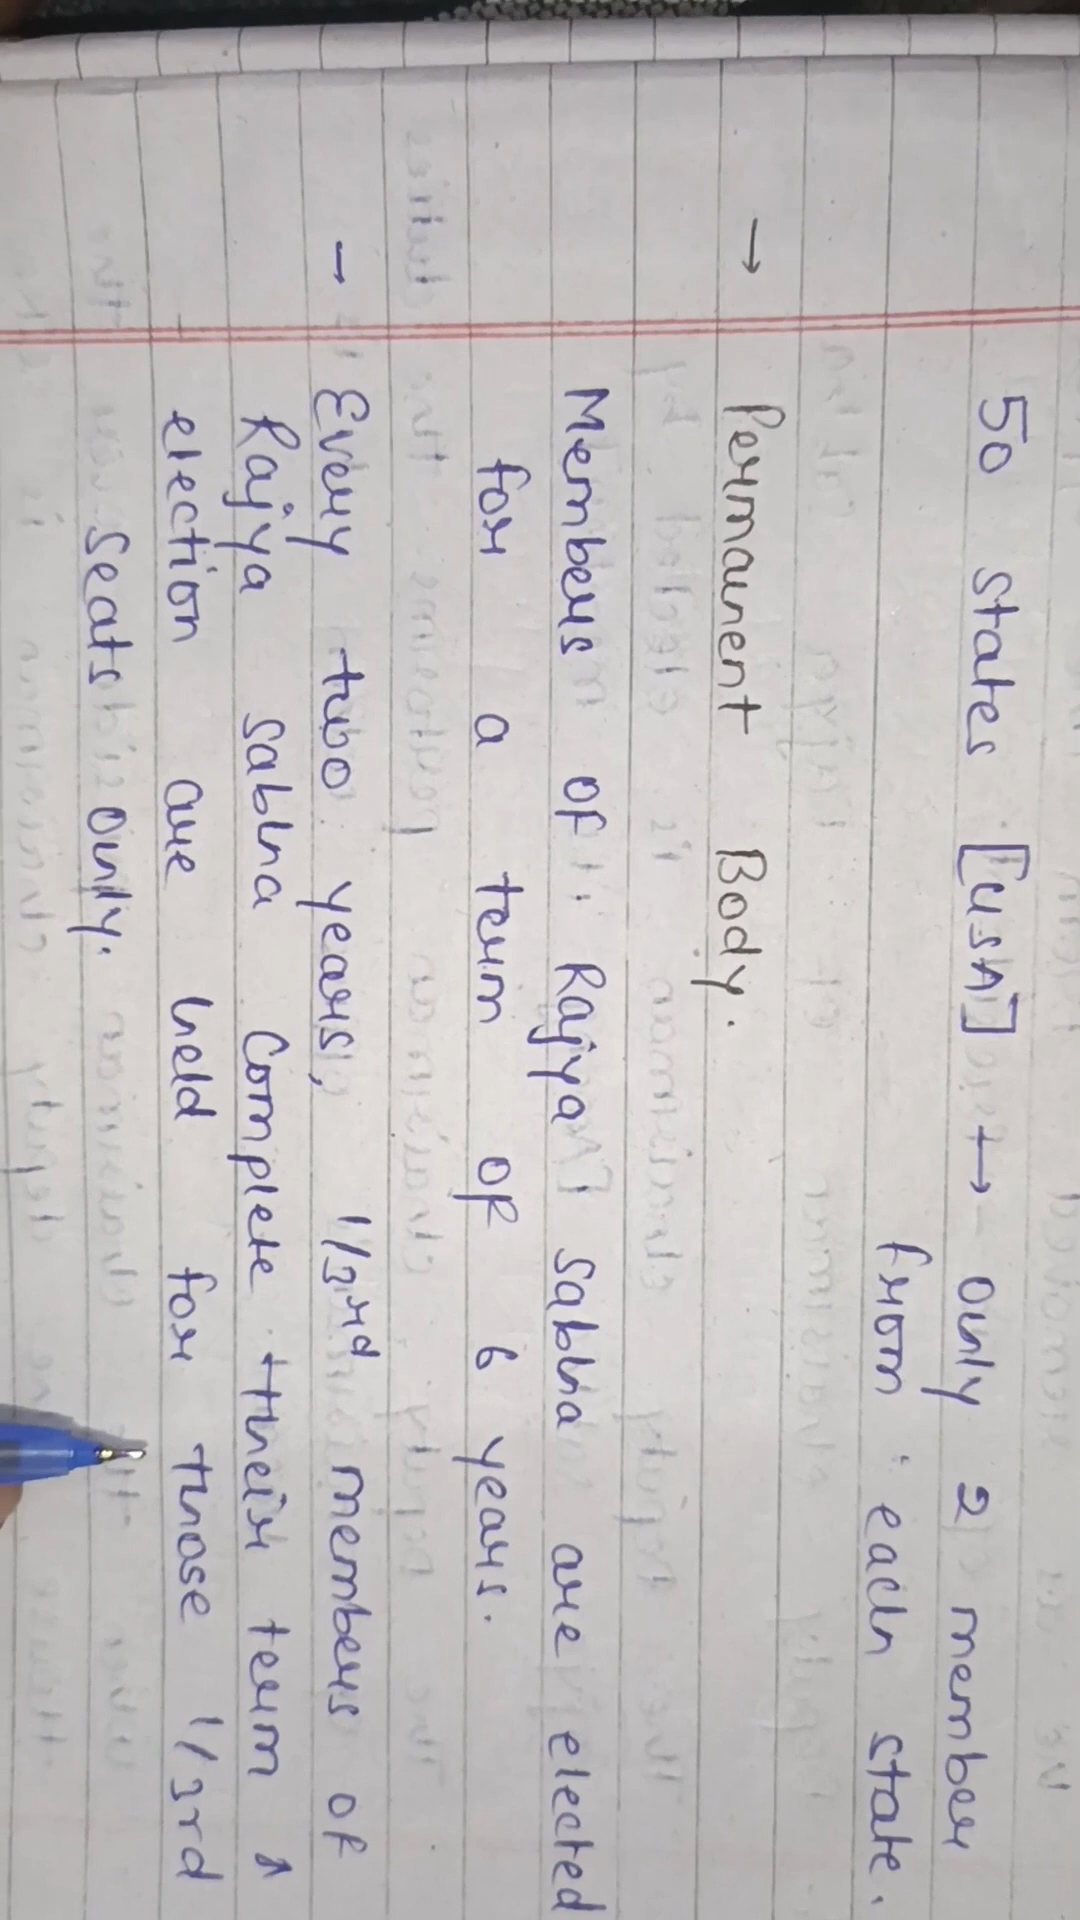 50 states [USA] → only 2 member
from each state.
→ Permanent Body.
Members of Rajya Sabha are elected
for a term of 6 years.
→ Every two years, 1/3rd members of
Rajya Sabha Complete their term &
election are held for those 1/3rd
seats only.